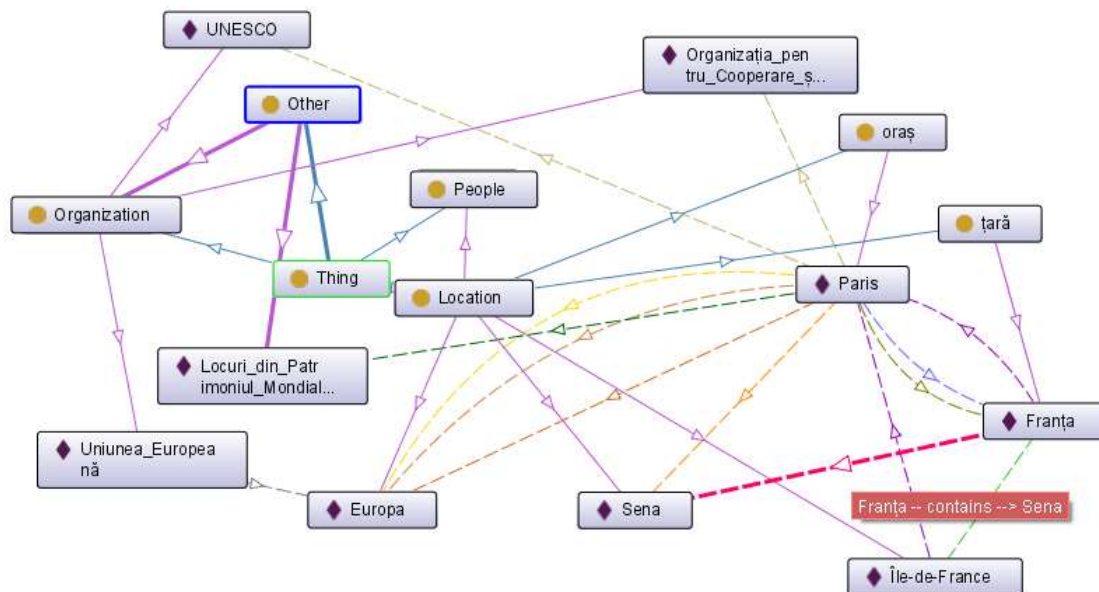 UNESCO
Organizația_pen
tru_Cooperare_ș...
Other
oraș
People
Organization
țară
Thing
Location
Paris
Locuri_din_Patr
imoniul_Mondial...
Franța
Uniunea_Europea
nă
Europa
Sena
Franța -- contains --> Sena
Île-de-France